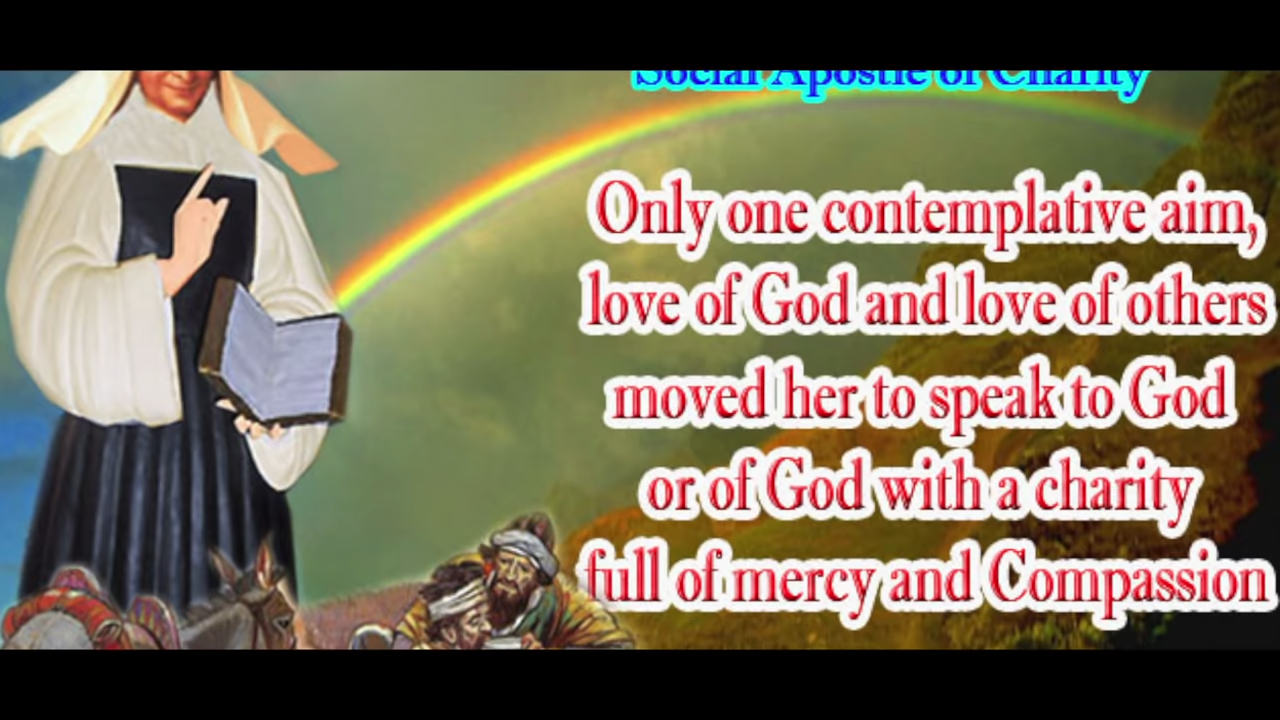 Social Apostle of Charity
Only one contemplative aim,
love of God and love of others
moved her to speak to God
or of God with a charity
full of mercy and Compassion